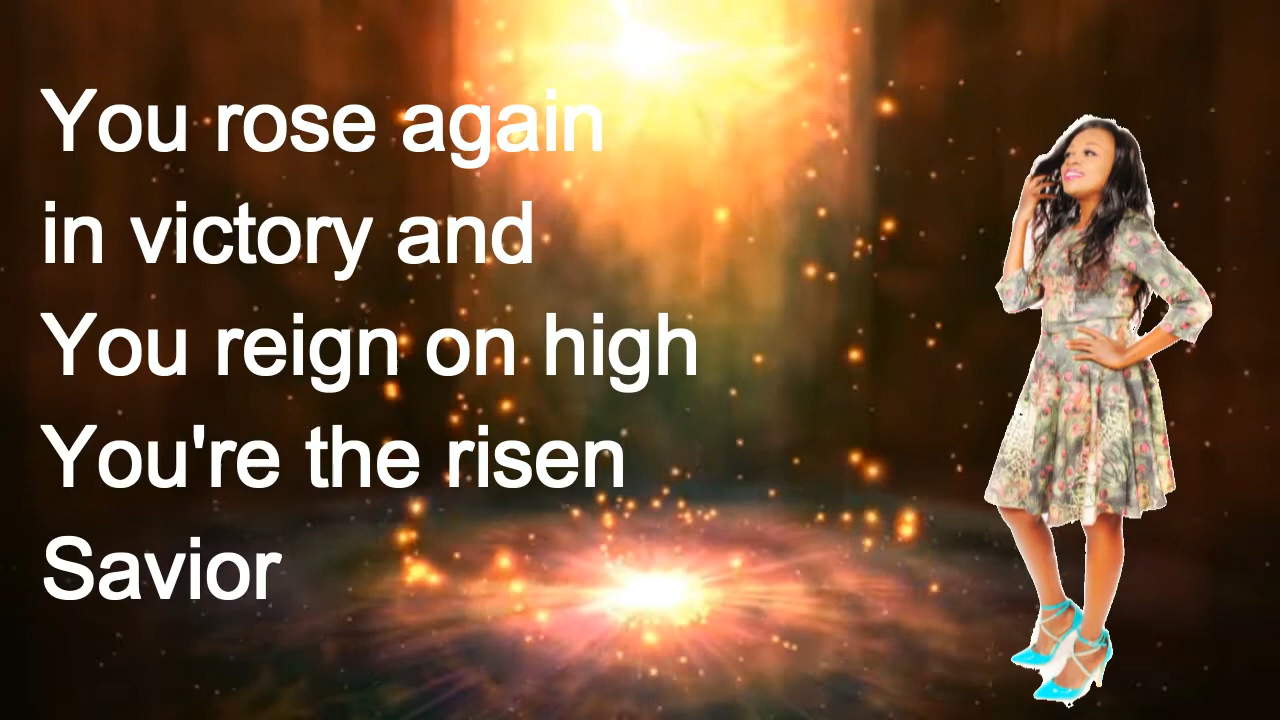 You rose again
in victory and
You reign on high
You're the risen
Savior